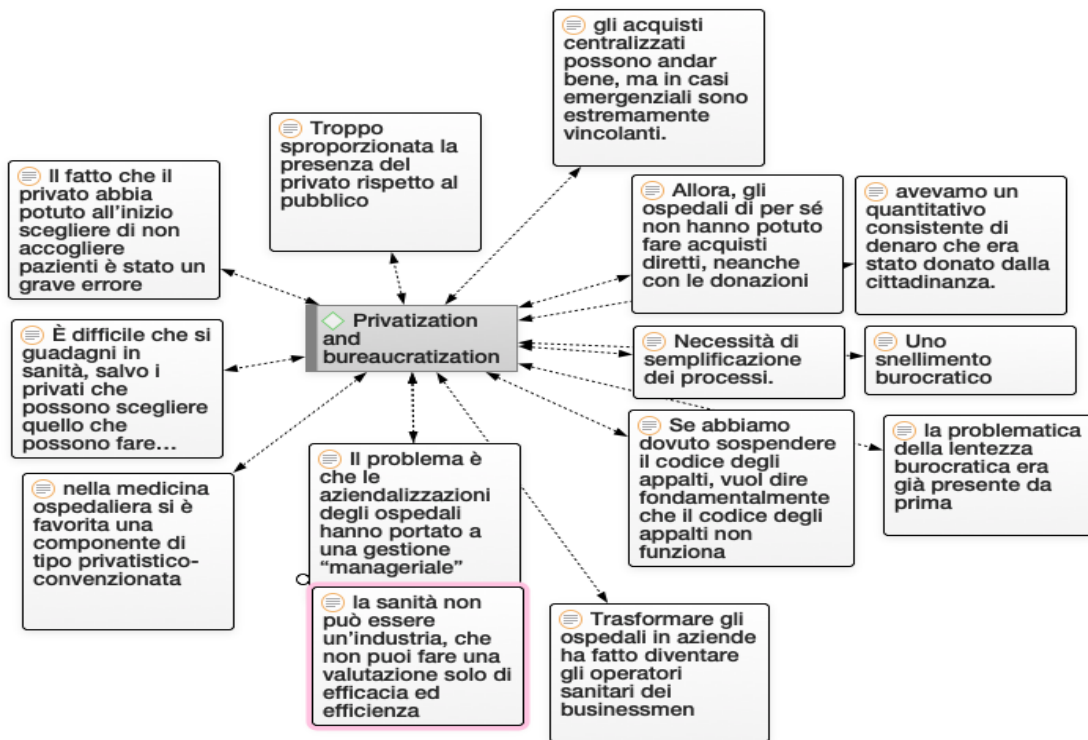 gli acquisti
centralizzati
possono andar
bene, ma in casi
emergenziali sono
estremamente
vincolanti.
Troppo
sproporzionata la
presenza del
privato rispetto al
pubblico
Il fatto che il
privato abbia
potuto all'inizio
scegliere di non
accogliere
pazienti è stato un
grave errore
Allora, gli
ospedali di per sé
non hanno potuto
fare acquisti
diretti, neanche
con le donazioni
avevamo un
quantitativo
consistente di
denaro che era
stato donato dalla
cittadinanza.
Privatization
and
bureaucratization
È difficile che si
guadagni in
sanità, salvo i
privati che
possono scegliere
quello che
possono fare...
Necessità di
semplificazione
dei processi.
Uno
snellimento
burocratico
nella medicina
ospedaliera si è
favorita una
componente di
tipo privatistico-
convenzionata
Il problema è
che le
aziendalizzazioni
degli ospedali
hanno portato a
una gestione
“manageriale”
Se abbiamo
dovuto sospendere
il codice degli
appalti, vuol dire
fondamentalmente
che il codice degli
appalti non
funziona
la problematica
della lentezza
burocratica era
già presente da
prima
la sanità non
può essere
un'industria, che
non puoi fare una
valutazione solo di
efficacia ed
efficienza
Trasformare gli
ospedali in aziende
ha fatto diventare
gli operatori
sanitari dei
businessmen